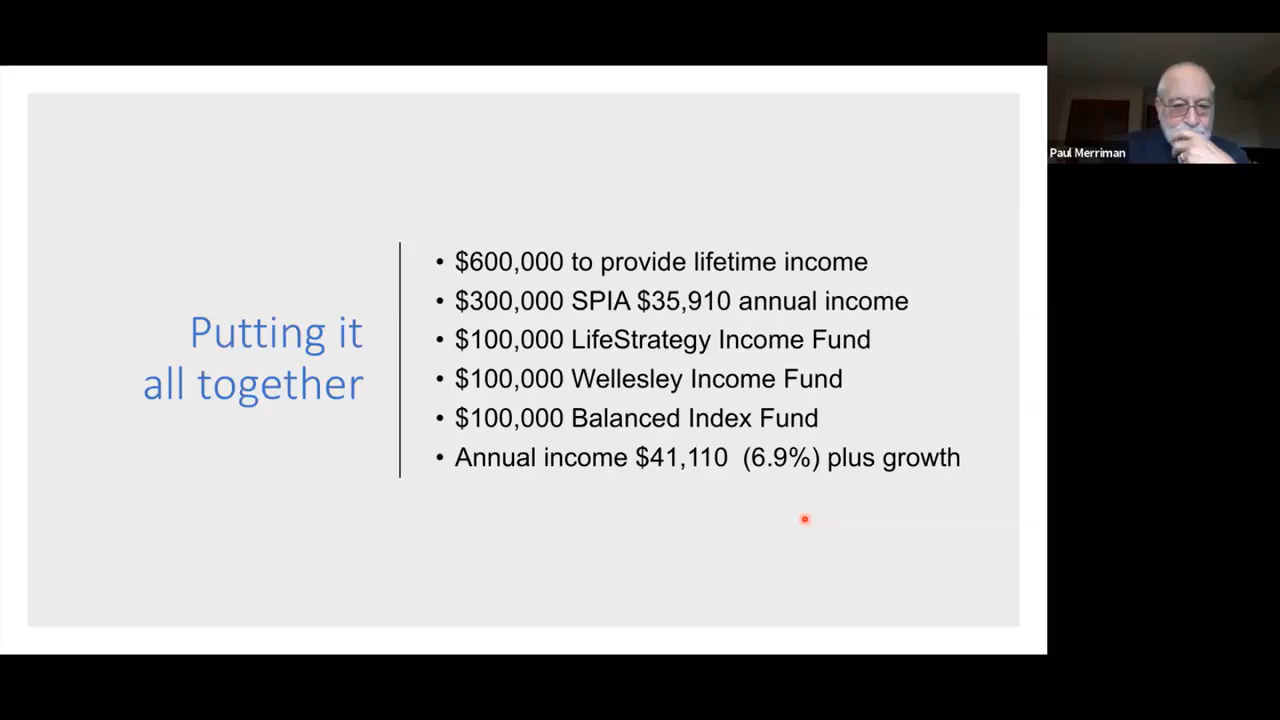 Putting it
all together
• $600,000 to provide lifetime income
• $300,000 SPIA $35,910 annual income
• $100,000 LifeStrategy Income Fund
• $100,000 Wellesley Income Fund
• $100,000 Balanced Index Fund
• Annual income $41,110  (6.9%) plus growth
Paul Merriman